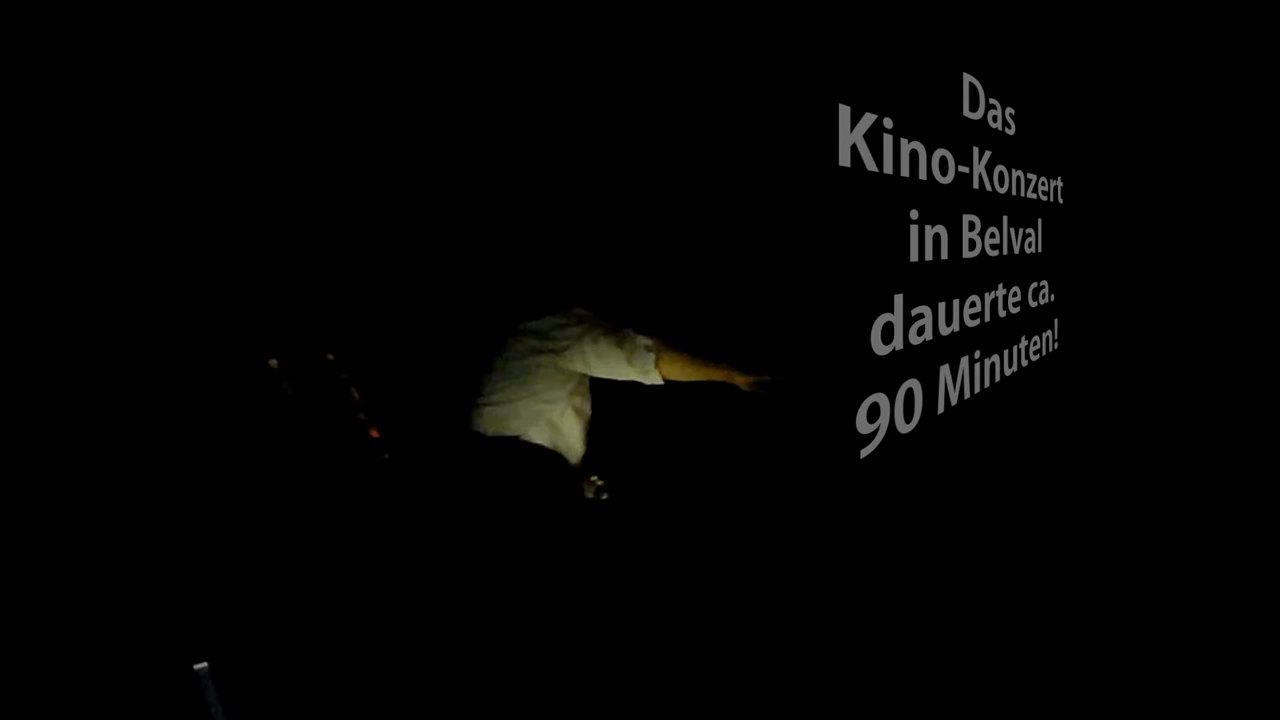 Das
Kino-Konzert
in Belval
dauerte ca.
90 Minuten!